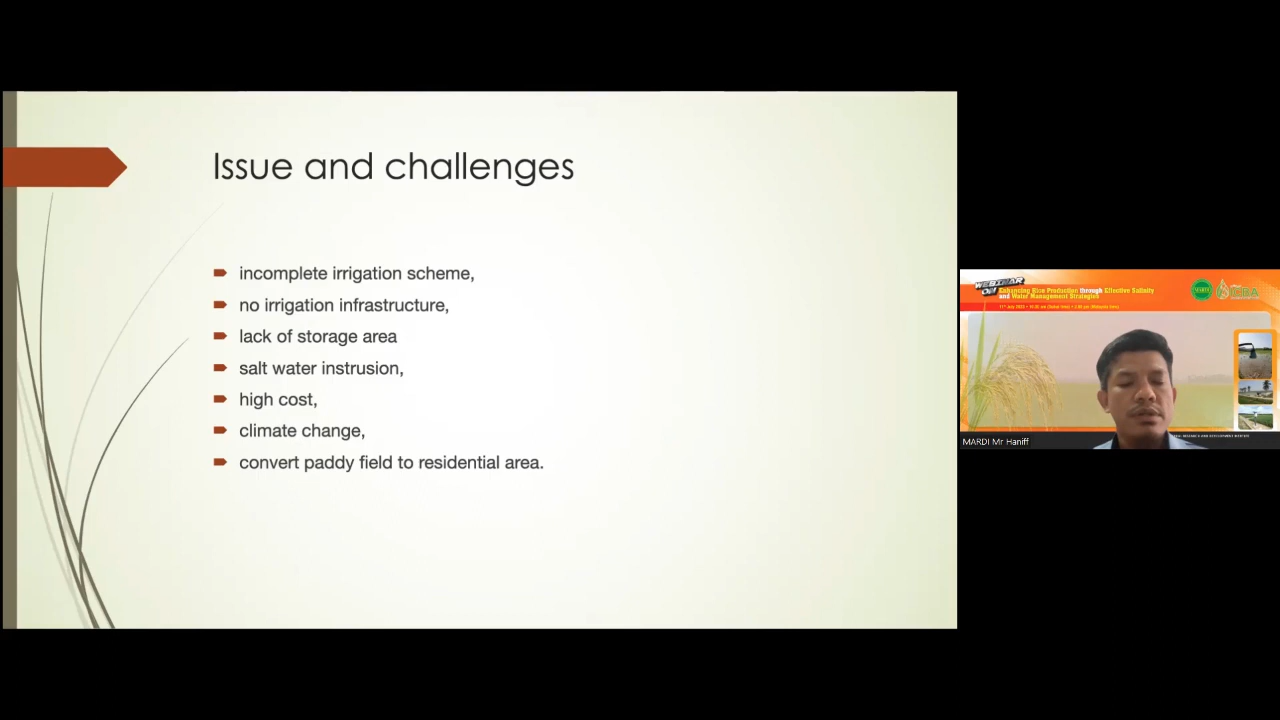 Issue and challenges
incomplete irrigation scheme,
no irrigation infrastructure,
lack of storage area
salt water instrusion,
high cost,
climate change,
convert paddy field to residential area.
WEBINAR
ON
Enhancing Rice Production through Effective Salinity
and Water Management Strategies
MARDI Mr Haniff